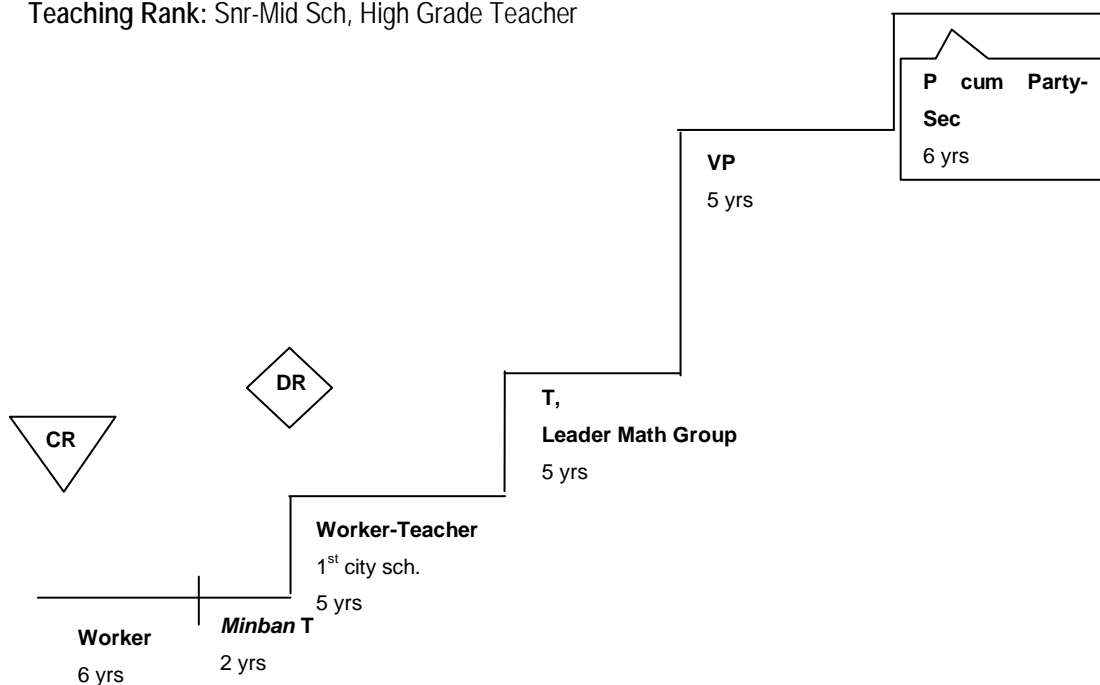 Teaching Rank: Snr-Mid Sch, High Grade Teacher
P cum Party-
Sec
6 yrs
VP
5 yrs
DR
CR
T,
Leader Math Group
5 yrs
Worker-Teacher
1st city sch.
5 yrs
Worker
6 yrs
Minban T
2 yrs